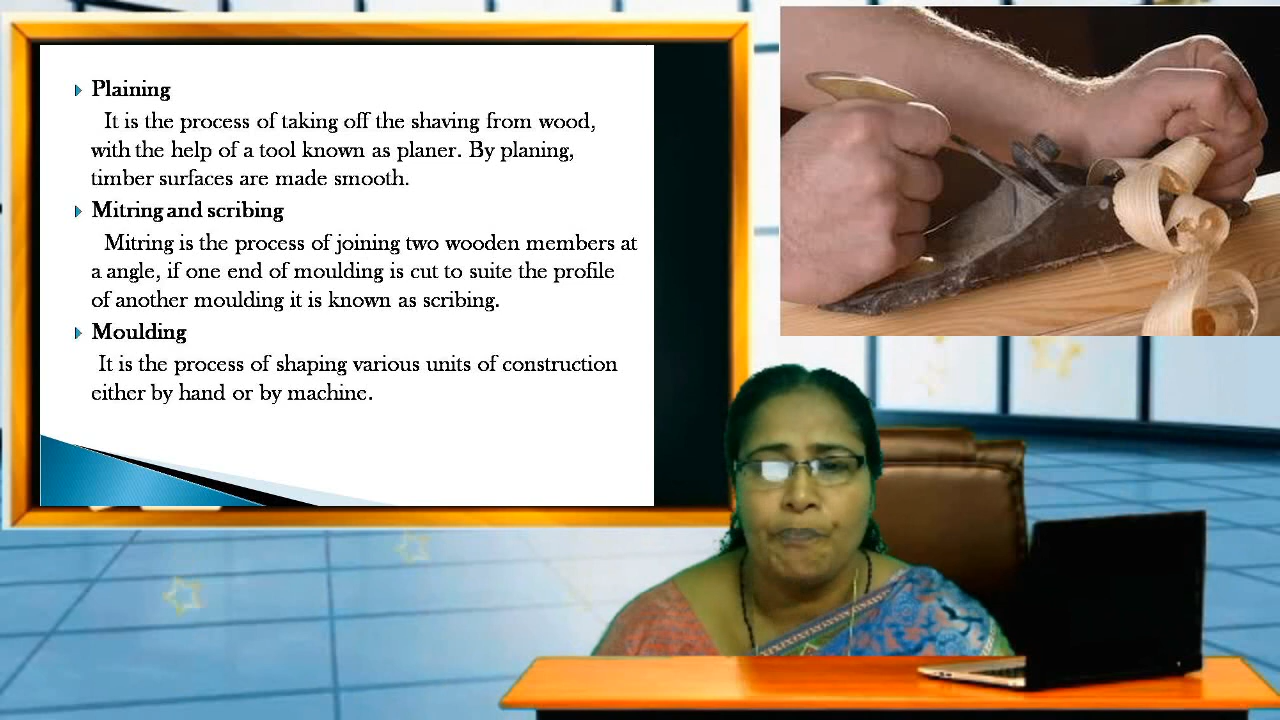 Plaining
It is the process of taking off the shaving from wood,
with the help of a tool known as planer. By planing,
timber surfaces are made smooth.
Mitring and scribing
Mitring is the process of joining two wooden members at
a angle, if one end of moulding is cut to suite the profile
of another moulding it is known as scribing.
Moulding
It is the process of shaping various units of construction
either by hand or by machine.